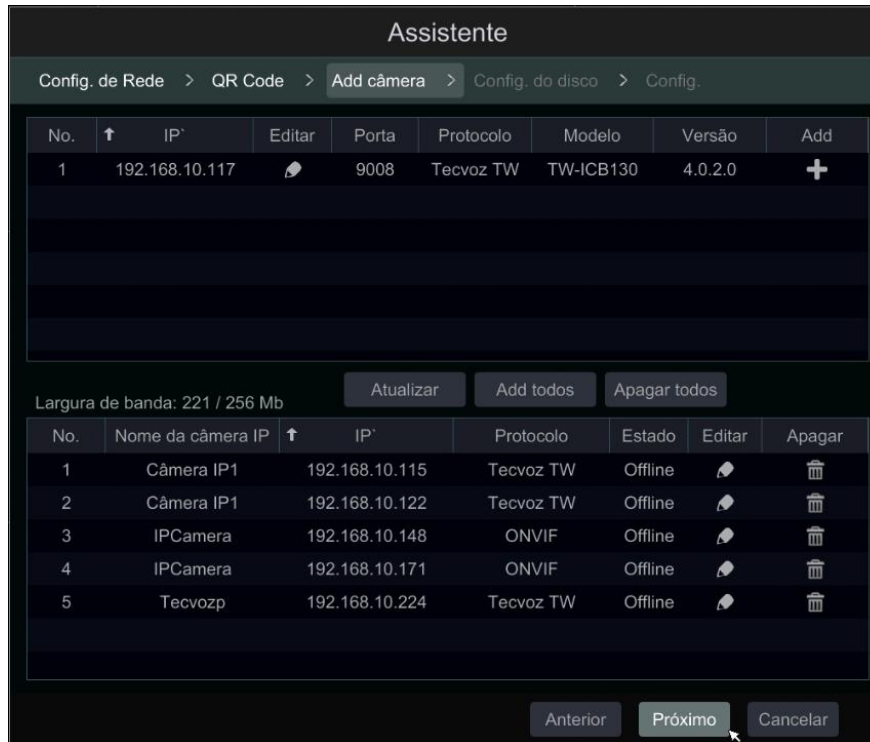 Assistente
Config. de Rede > QR Code > Add câmera > Config. do disco > Config.
No. IP` Editar Porta Protocolo Modelo Versão Add
1 192.168.10.117 9008 Tecvoz TW TW-ICB130 4.0.2.0
Atualizar Add todos Apagar todos
Largura de banda: 221 / 256 Mb
No. Nome da câmera IP IP` Protocolo Estado Editar Apagar
1 Câmera IP1 192.168.10.115 Tecvoz TW Offline
2 Câmera IP1 192.168.10.122 Tecvoz TW Offline
3 IPCamera 192.168.10.148 ONVIF Offline
4 IPCamera 192.168.10.171 ONVIF Offline
5 Tecvozp 192.168.10.224 Tecvoz TW Offline
Anterior Próximo Cancelar